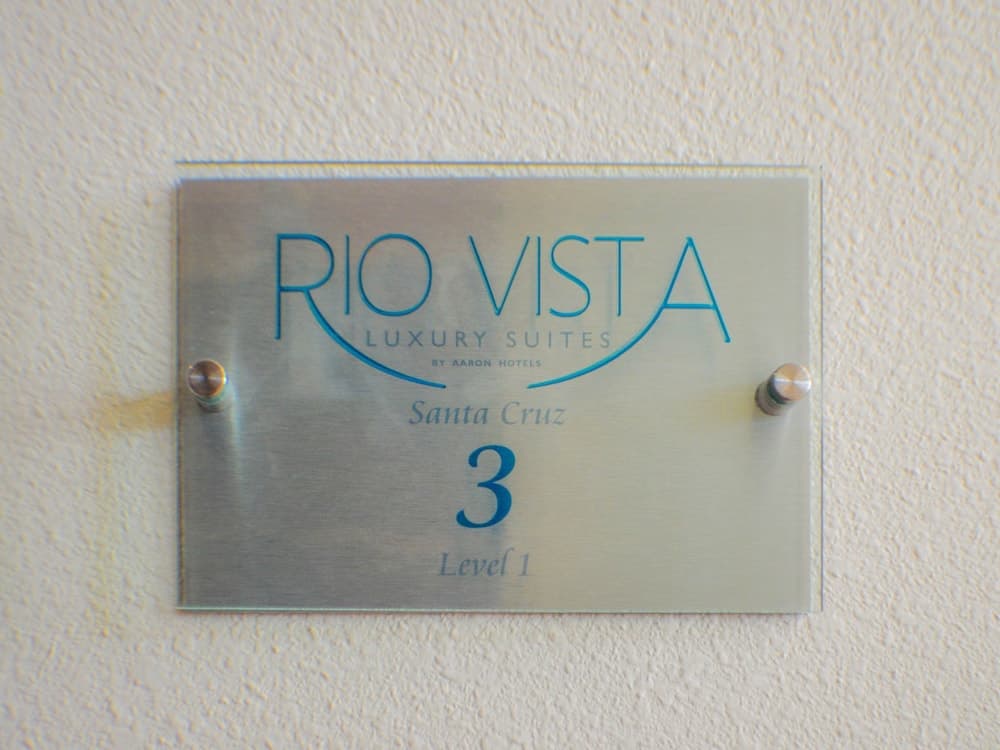 RIO VISTA
LUXURY SUITES
BY AARON HOTELS
Santa Cruz
3
Level 1